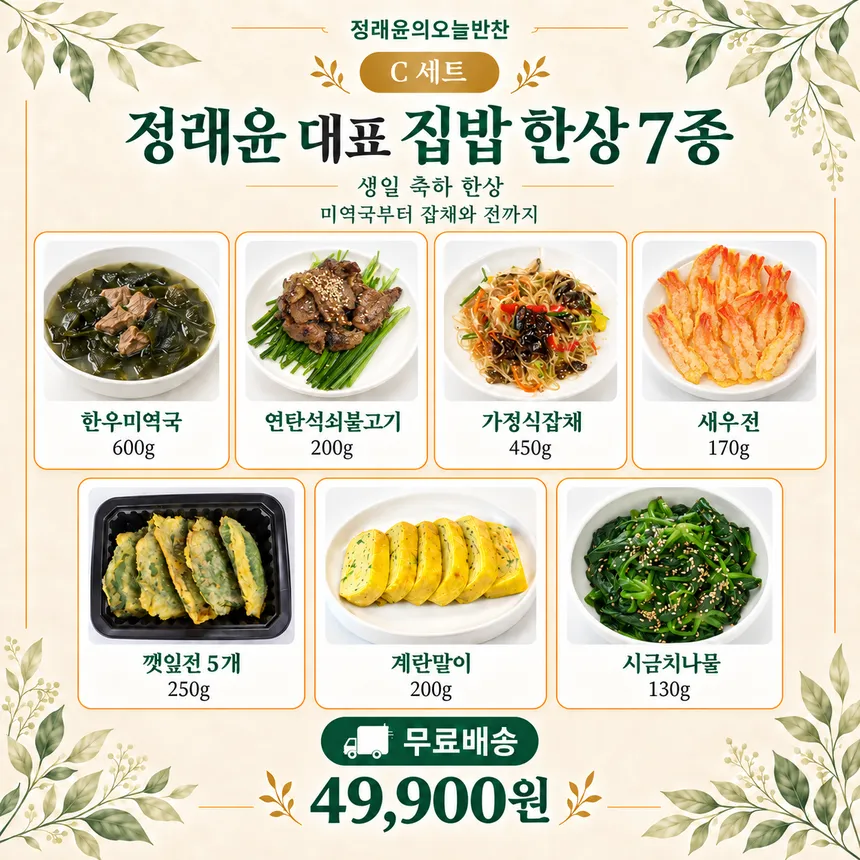 정래윤의오늘반찬
C 세트
정래윤 대표 집밥 한상 7종
생일 축하 한상
미역국부터 잡채와 전까지
한우미역국
600g
연탄석쇠불고기
200g
가정식잡채
450g
새우전
170g
깻잎전 5개
250g
계란말이
200g
시금치나물
130g
무료배송
49,900원